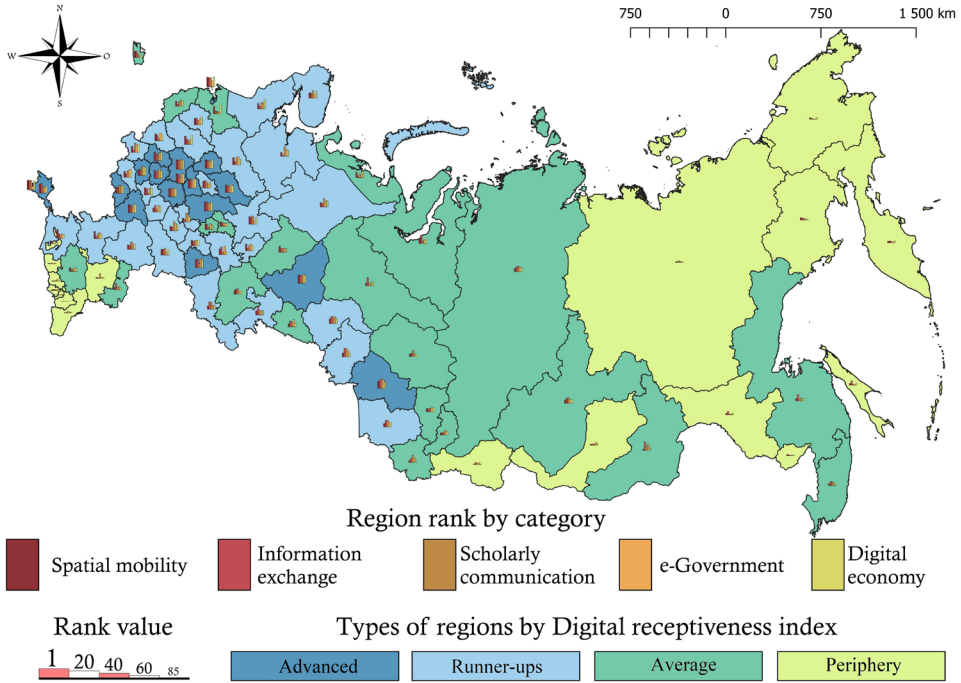 750 0 750 1 500 km
N
W O
S
Region rank by category
Spatial mobility
Information
exchange
Scholarly
communication
e-Government
Digital
economy
Rank value
1 20 40 60 85
Types of regions by Digital receptiveness index
Advanced Runner-ups Average Periphery